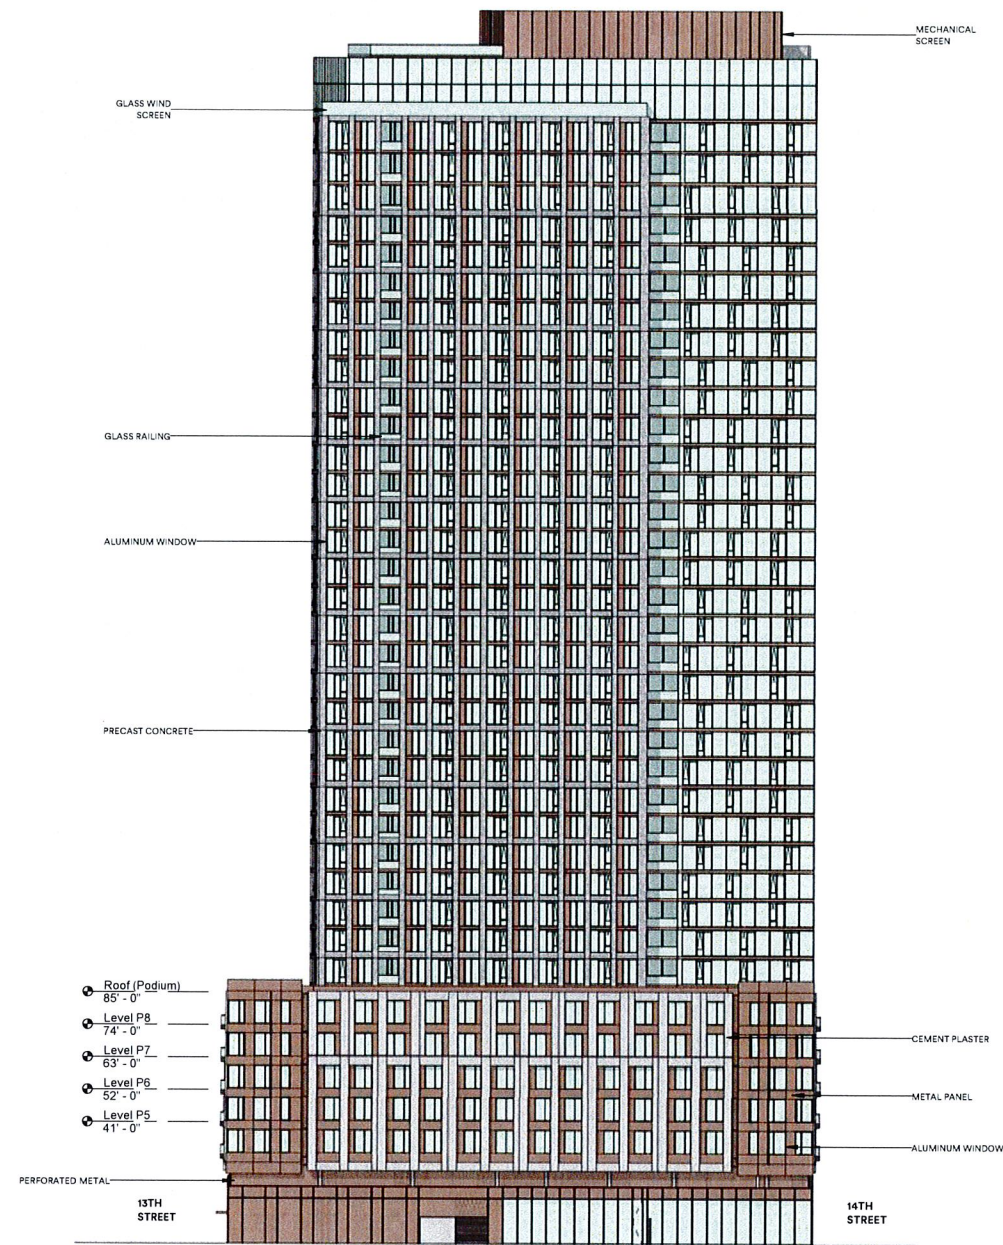 MECHANICAL
SCREEN
GLASS WIND
SCREEN
GLASS RAILING
ALUMINUM WINDOW
PRECAST CONCRETE
Roof (Podium)
85' - 0"
Level P8
74' - 0"
Level P7
63' - 0"
Level P6
52' - 0"
Level P5
41' - 0"
CEMENT PLASTER
METAL PANEL
ALUMINUM WINDOW
PERFORATED METAL
13TH
STREET
14TH
STREET